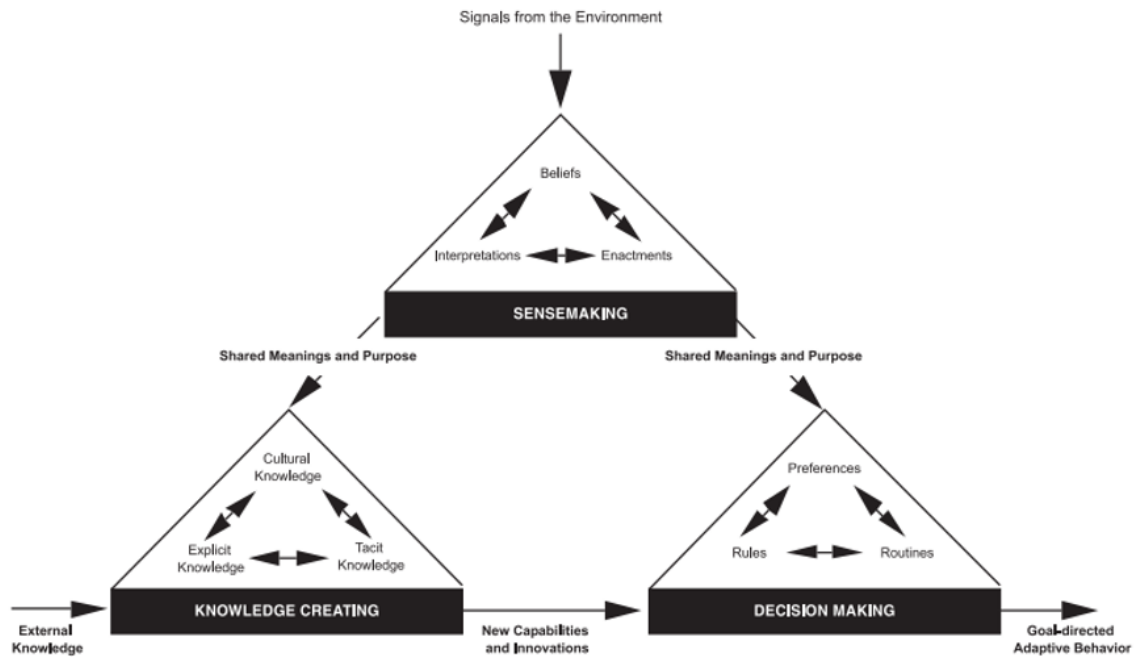 Signals from the Environment
Beliefs
Interpretations
Enactments
SENSEMAKING
Shared Meanings and Purpose
Shared Meanings and Purpose
Cultural
Knowledge
Explicit
Knowledge
Tacit
Knowledge
KNOWLEDGE CREATING
Preferences
Rules
Routines
DECISION MAKING
External
Knowledge
New Capabilities
and Innovations
Goal-directed
Adaptive Behavior